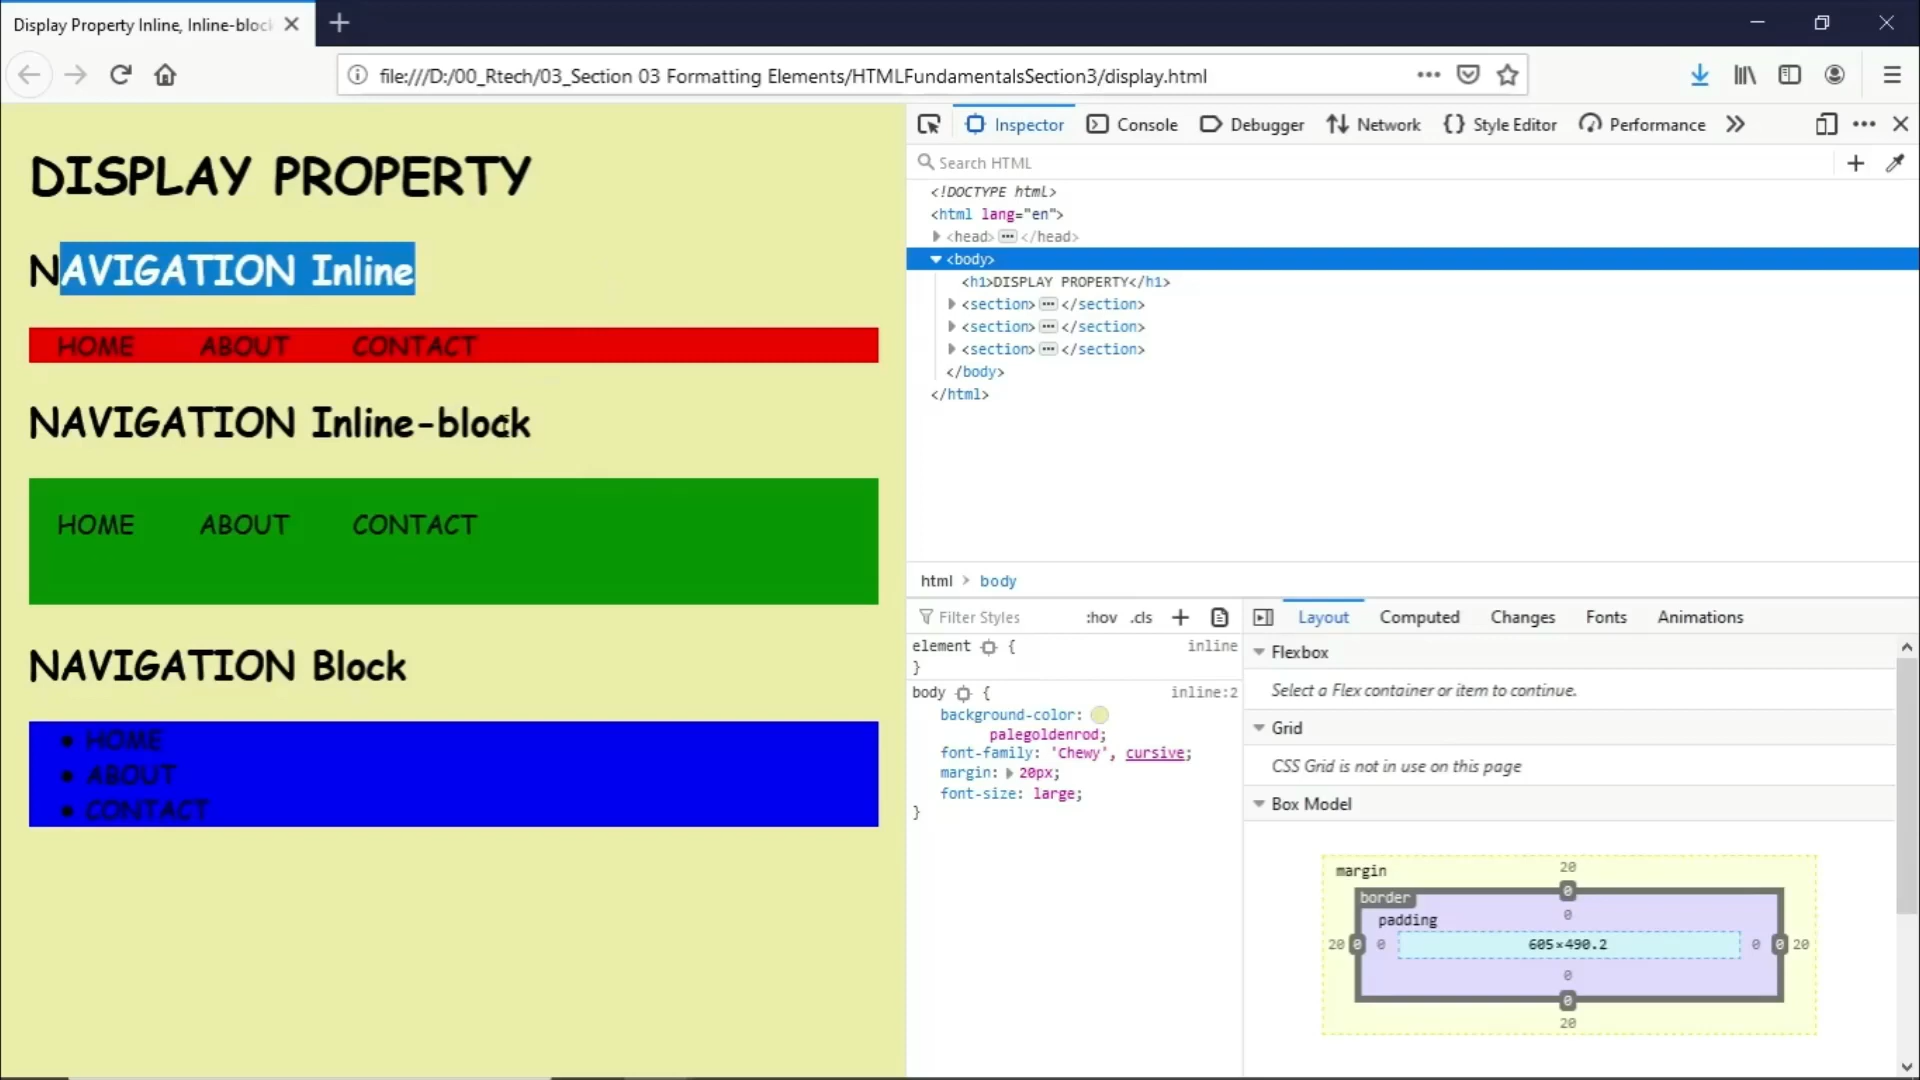 Display Property Inline, Inline-bloc
file:///D:/00_Rtech/03_Section 03 Formatting Elements/HTMLFundamentalsSection3/display.html
DISPLAY PROPERTY
NAVIGATION Inline
HOME ABOUT CONTACT
NAVIGATION Inline-block
HOME ABOUT CONTACT
NAVIGATION Block
• HOME
• ABOUT
• CONTACT
Inspector Console Debugger Network Style Editor Performance
Search HTML
<!DOCTYPE html>
<html lang="en">
<head>•••</head>
<body>
<h1>DISPLAY PROPERTY</h1>
<section>•••</section>
<section>•••</section>
<section>•••</section>
</body>
</html>
html > body
Filter Styles :hov .cls +
element { inline
}
body { inline:2
background-color:
palegoldenrod;
font-family: 'Chewy', cursive;
margin: 20px;
font-size: large;
}
Layout Computed Changes Fonts Animations
Flexbox
Select a Flex container or item to continue.
Grid
CSS Grid is not in use on this page
Box Model
margin 20
border 0
padding 0
20 0 0 605×490.2 0 0 20
0
0
20